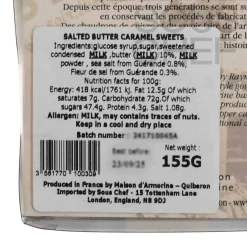 Depuis cette époque, trois générations se sont su
en conservant les procédés de fabricat
SALTED BUTTER CARAMEL SWEETS
Ingredients:glucose syrup,sugar,sweetened
condensed MILK ,butter (MILK):10%, MILK
powder , sea salt from Guérande 0.8%.
Fleur de sel from Guérande 0.3%.
Nutrition facts for 100g:
Energy: 418 kcal/1761 kj. Fat 12.5g Of which
saturates 7g. Carbohydrate 72g.Of which
sugars 47.4g. Protein 4.3g. Salt 1.08g.
Allergen: MILK, may contains traces of nuts.
Keep in a cool and dry place
Batch number :
Best before:
Net weight : 155G
3 561770 100309
Produced in France by Maison d'Armorine - Quiberon
Imported by Sous Chef - 15 Tottenham Lane
London, England, N8 9DJ